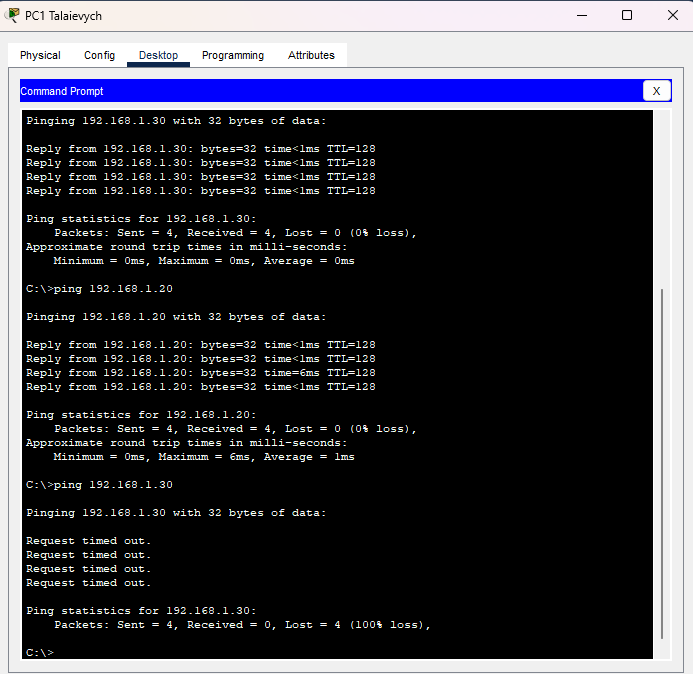 PC1 Talaievych
Physical Config Desktop Programming Attributes
Command Prompt
X
Pinging 192.168.1.30 with 32 bytes of data:
Reply from 192.168.1.30: bytes=32 time<1ms TTL=128
Reply from 192.168.1.30: bytes=32 time<1ms TTL=128
Reply from 192.168.1.30: bytes=32 time<1ms TTL=128
Reply from 192.168.1.30: bytes=32 time<1ms TTL=128
Ping statistics for 192.168.1.30:
Packets: Sent = 4, Received = 4, Lost = 0 (0% loss),
Approximate round trip times in milli-seconds:
Minimum = 0ms, Maximum = 0ms, Average = 0ms
C:\>ping 192.168.1.20
Pinging 192.168.1.20 with 32 bytes of data:
Reply from 192.168.1.20: bytes=32 time<1ms TTL=128
Reply from 192.168.1.20: bytes=32 time<1ms TTL=128
Reply from 192.168.1.20: bytes=32 time=6ms TTL=128
Reply from 192.168.1.20: bytes=32 time<1ms TTL=128
Ping statistics for 192.168.1.20:
Packets: Sent = 4, Received = 4, Lost = 0 (0% loss),
Approximate round trip times in milli-seconds:
Minimum = 0ms, Maximum = 6ms, Average = 1ms
C:\>ping 192.168.1.30
Pinging 192.168.1.30 with 32 bytes of data:
Request timed out.
Request timed out.
Request timed out.
Request timed out.
Ping statistics for 192.168.1.30:
Packets: Sent = 4, Received = 0, Lost = 4 (100% loss),
C:\>